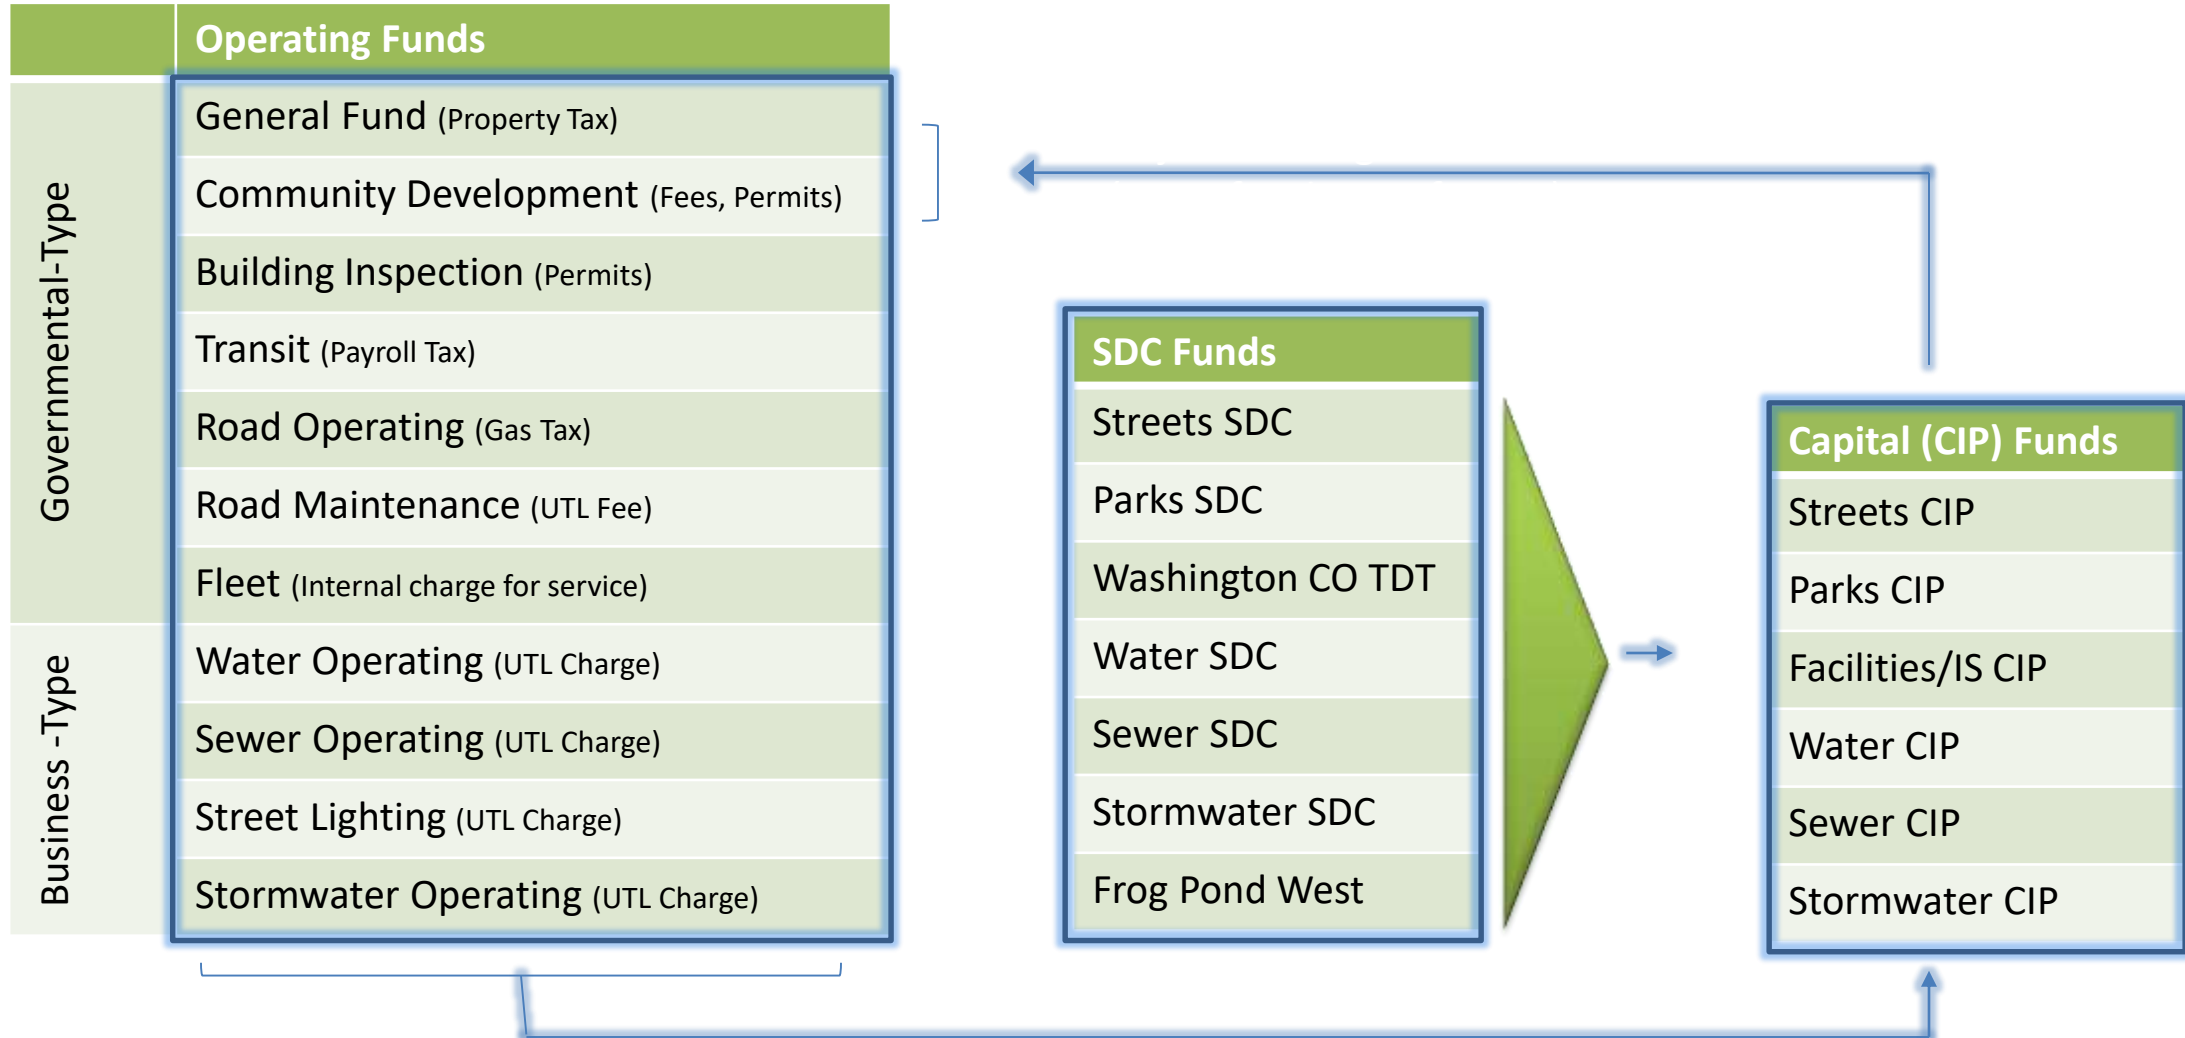 Operating Funds
Governmental-Type
General Fund (Property Tax)
Community Development (Fees, Permits)
Building Inspection (Permits)
Transit (Payroll Tax)
Road Operating (Gas Tax)
Road Maintenance (UTL Fee)
Fleet (Internal charge for service)
Business -Type
Water Operating (UTL Charge)
Sewer Operating (UTL Charge)
Street Lighting (UTL Charge)
Stormwater Operating (UTL Charge)
SDC Funds
Streets SDC
Parks SDC
Washington CO TDT
Water SDC
Sewer SDC
Stormwater SDC
Frog Pond West
Capital (CIP) Funds
Streets CIP
Parks CIP
Facilities/IS CIP
Water CIP
Sewer CIP
Stormwater CIP